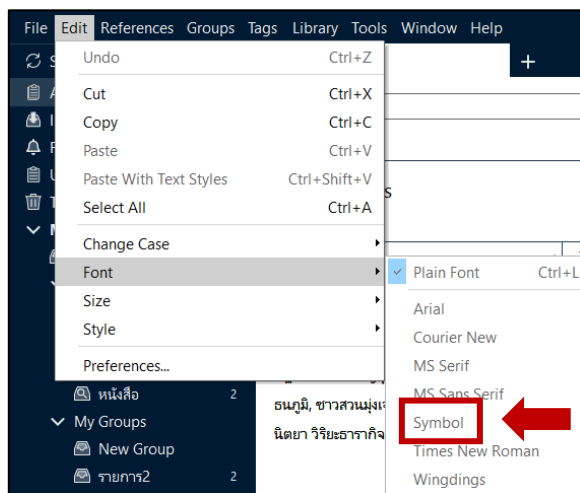 File Edit References Groups Tags Library Tools Window Help
Undo Ctrl+Z
Cut Ctrl+X
Copy Ctrl+C
Paste Ctrl+V
Paste With Text Styles Ctrl+Shift+V
Select All Ctrl+A
Change Case
Font
Size
Style
Preferences...
Plain Font Ctrl+L
Arial
Courier New
MS Serif
MS Sans Serif
Symbol
Times New Roman
Wingdings
หนังสือ 2
My Groups
New Group
รายการ2 2
ธนภูมิ, ชาวสวนมุ่งเจ
นิตยา วิริยะธารากิจ